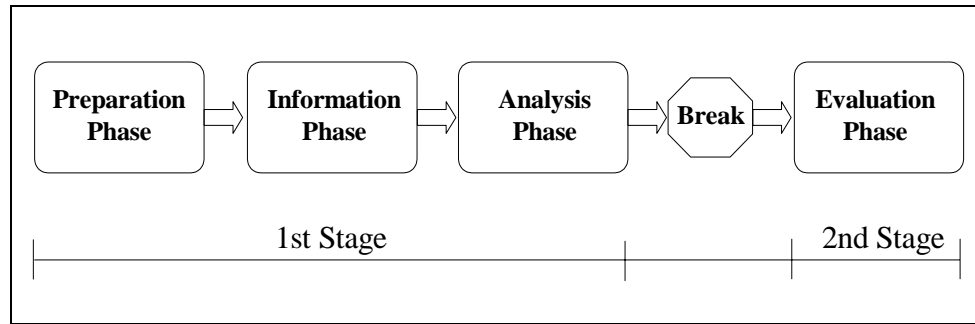 Preparation
Phase
Information
Phase
Analysis
Phase
Break
Evaluation
Phase
1st Stage
2nd Stage